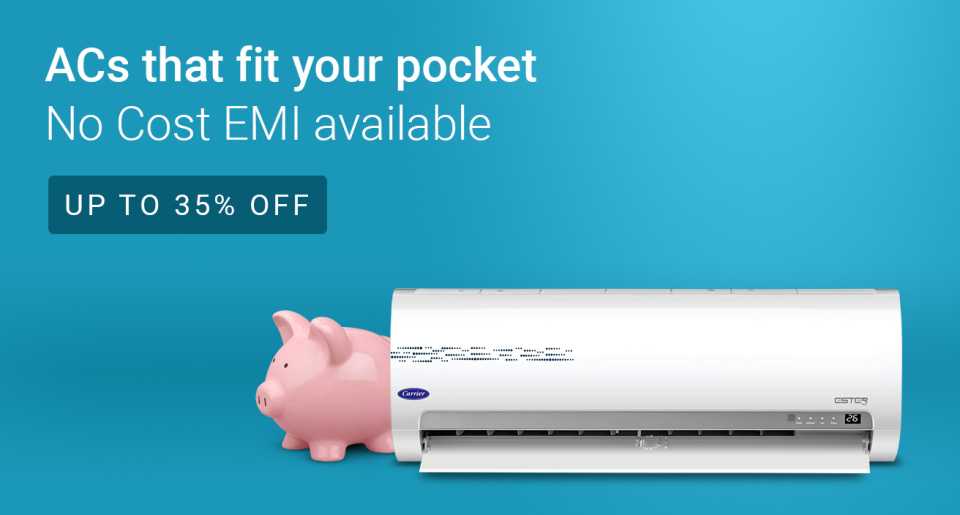 ACs that fit your pocket
No Cost EMI available
UP TO 35% OFF
Carrier
ESTER
26